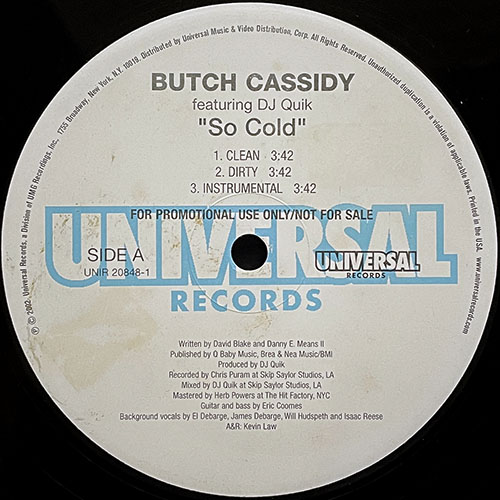 ℗ © 2002, Universal Records, a Division of UMG Recordings, Inc., 1755 Broadway, New York, N.Y. 10019. Distributed by Universal Music & Video Distribution, Corp. All Rights Reserved. Unauthorized duplication is a violation of applicable laws. Printed in the USA. www.universalrecords.com
BUTCH CASSIDY
featuring DJ Quik
"So Cold"
1. CLEAN 3:42
2. DIRTY 3:42
3. INSTRUMENTAL 3:42
FOR PROMOTIONAL USE ONLY/NOT FOR SALE
UNIVERSAL
RECORDS
SIDE A
UNIR 20848-1
UNIVERSAL
RECORDS
Written by David Blake and Danny E. Means II
Published by Q Baby Music, Brea & Nea Music/BMI
Produced by DJ Quik
Recorded by Chris Puram at Skip Saylor Studios, LA
Mixed by DJ Quik at Skip Saylor Studios, LA
Mastered by Herb Powers at The Hit Factory, NYC
Guitar and bass by Eric Coomes
Background vocals by El Debarge, James Debarge, Will Hudspeth and Isaac Reese
A&R: Kevin Law